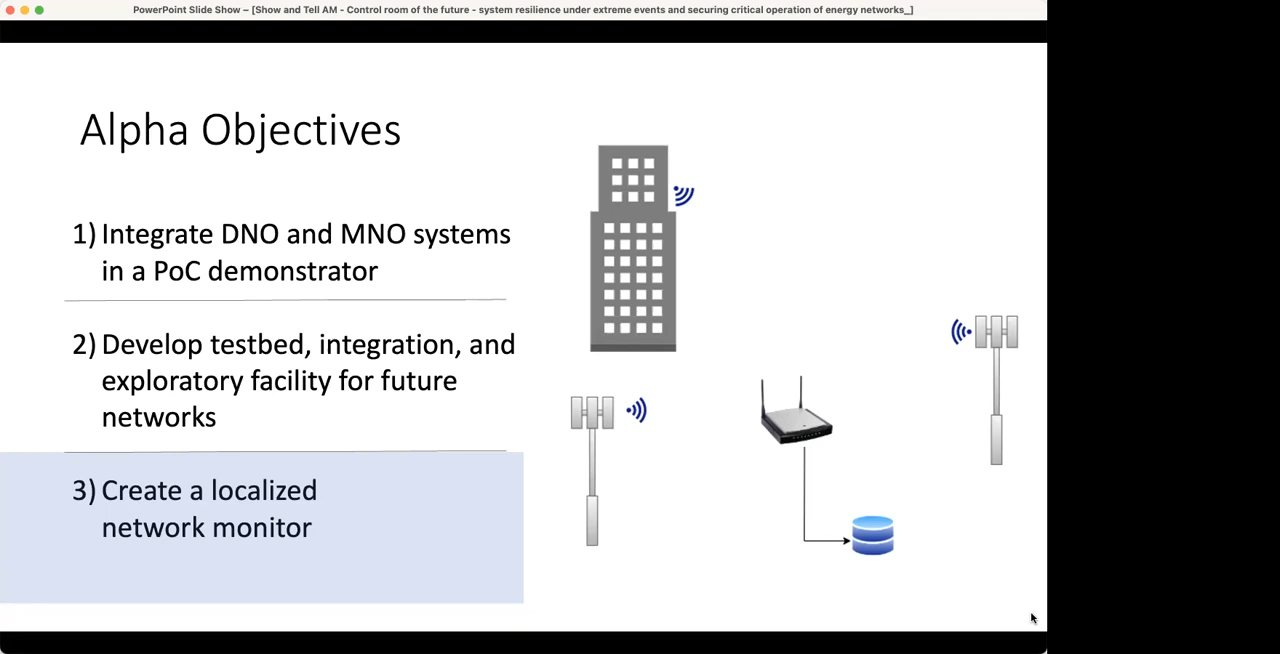 PowerPoint Slide Show – [Show and Tell AM - Control room of the future - system resilience under extreme events and securing critical operation of energy networks_]
Alpha Objectives
1) Integrate DNO and MNO systems
in a PoC demonstrator
2) Develop testbed, integration, and
exploratory facility for future
networks
3) Create a localized
network monitor